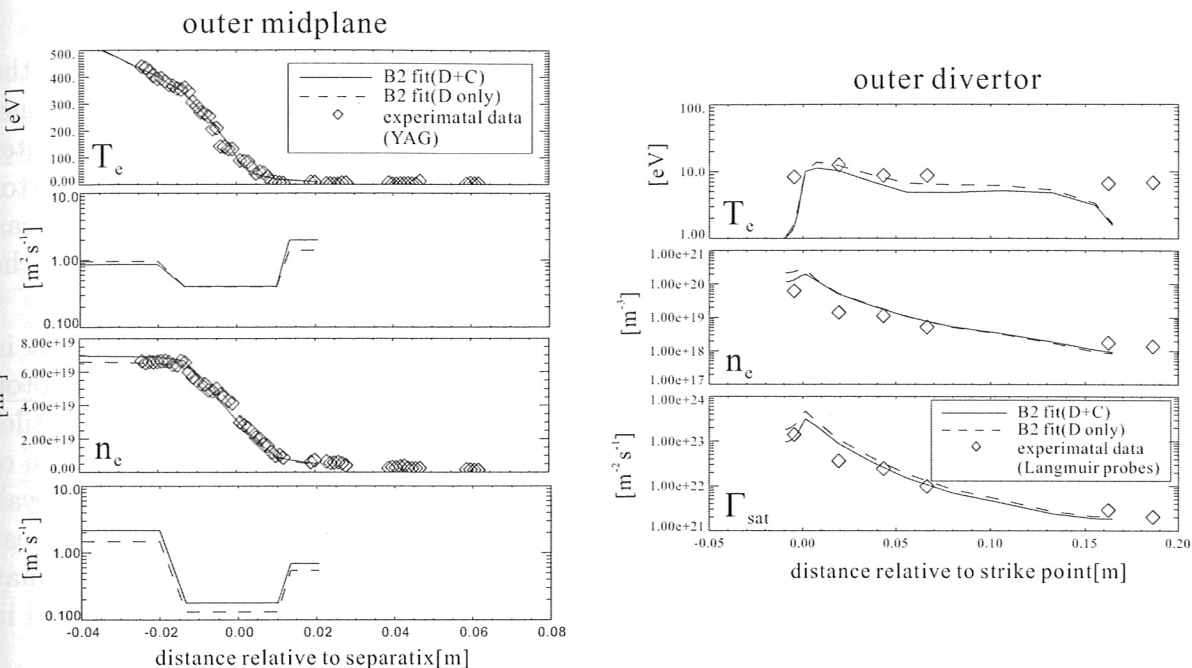 outer midplane
500.
400.
300.
200.
100.
0.00
[eV]
Te
B2 fit(D+C)
B2 fit(D only)
experimatal data
(YAG)
10.0
1.00
0.100
[m² s⁻¹]
8.00e+19
6.00e+19
4.00e+19
2.00e+19
0.00
ne
10.0
1.00
0.100
[m² s⁻¹]
-0.04
-0.02
0.00
0.02
0.04
0.06
0.08
distance relative to separatix[m]
outer divertor
100.
10.0
1.00
[eV]
Te
1.00e+21
1.00e+20
1.00e+19
1.00e+18
1.00e+17
[m⁻³]
ne
1.00e+24
1.00e+23
1.00e+22
1.00e+21
[m⁻² s⁻¹]
Γsat
B2 fit(D+C)
B2 fit(D only)
experimatal data
(Langmuir probes)
-0.05
0.00
0.05
0.10
0.15
0.20
distance relative to strike point[m]